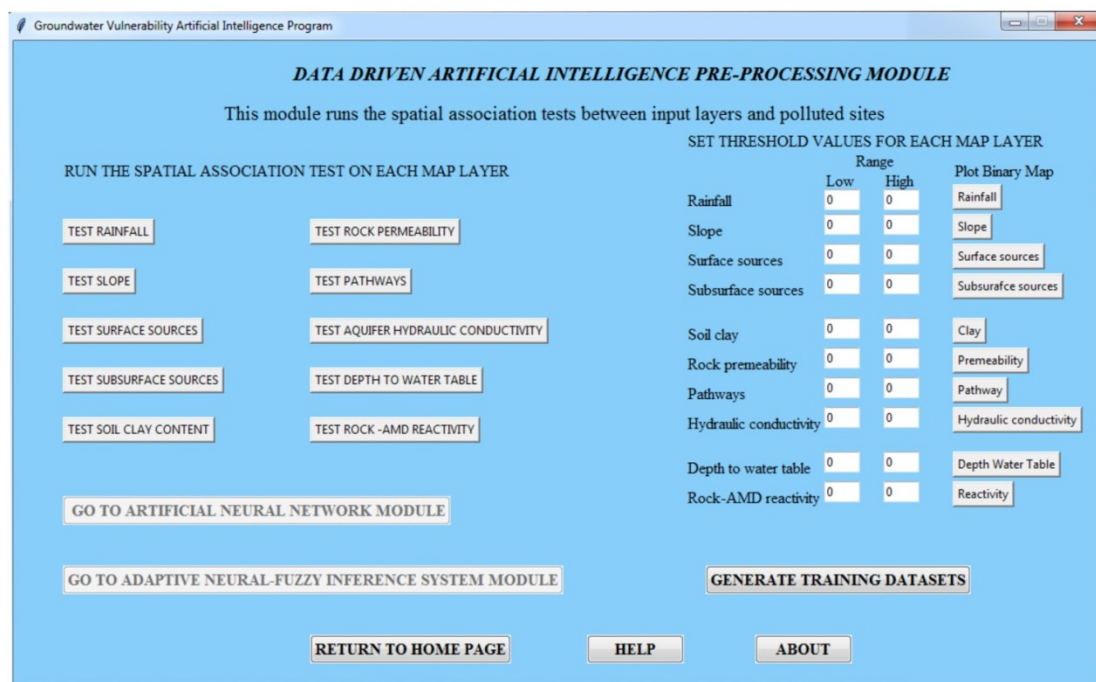 Groundwater Vulnerability Artificial Intelligence Program
DATA DRIVEN ARTIFICIAL INTELLIGENCE PRE-PROCESSING MODULE
This module runs the spatial association tests between input layers and polluted sites
RUN THE SPATIAL ASSOCIATION TEST ON EACH MAP LAYER
TEST RAINFALL TEST ROCK PERMEABILITY
TEST SLOPE TEST PATHWAYS
TEST SURFACE SOURCES TEST AQUIFER HYDRAULIC CONDUCTIVITY
TEST SUBSURFACE SOURCES TEST DEPTH TO WATER TABLE
TEST SOIL CLAY CONTENT TEST ROCK -AMD REACTIVITY
GO TO ARTIFICIAL NEURAL NETWORK MODULE
GO TO ADAPTIVE NEURAL-FUZZY INFERENCE SYSTEM MODULE
SET THRESHOLD VALUES FOR EACH MAP LAYER
Range
Low High Plot Binary Map
Rainfall 0 0 Rainfall
Slope 0 0 Slope
Surface sources 0 0 Surface sources
Subsurface sources 0 0 Subsurafce sources
Soil clay 0 0 Clay
Rock premeability 0 0 Premeability
Pathways 0 0 Pathway
Hydraulic conductivity 0 0 Hydraulic conductivity
Depth to water table 0 0 Depth Water Table
Rock-AMD reactivity 0 0 Reactivity
GENERATE TRAINING DATASETS
RETURN TO HOME PAGE HELP ABOUT